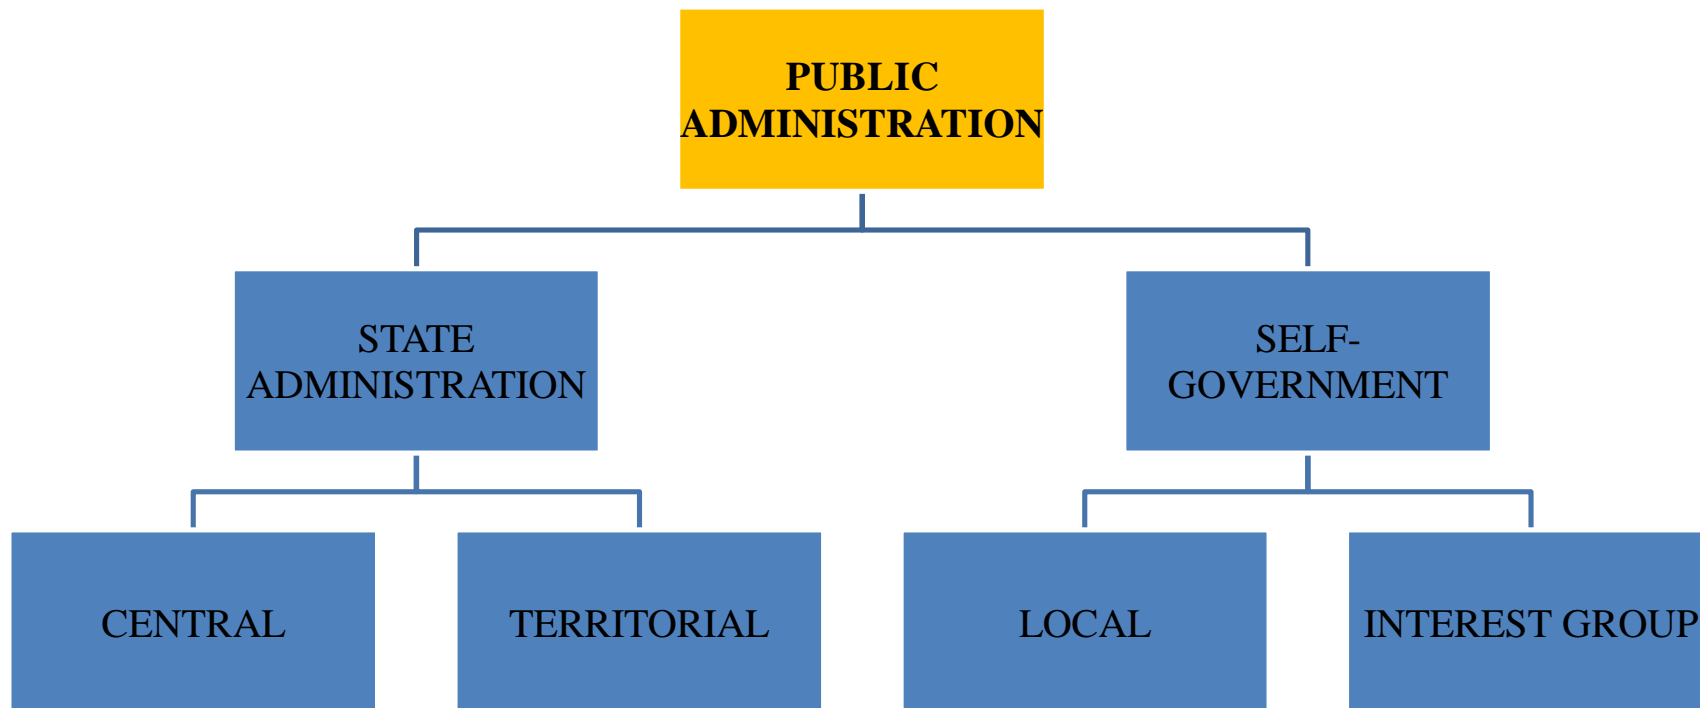 PUBLIC
ADMINISTRATION
STATE
ADMINISTRATION
SELF-
GOVERNMENT
CENTRAL
TERRITORIAL
LOCAL
INTEREST GROUP